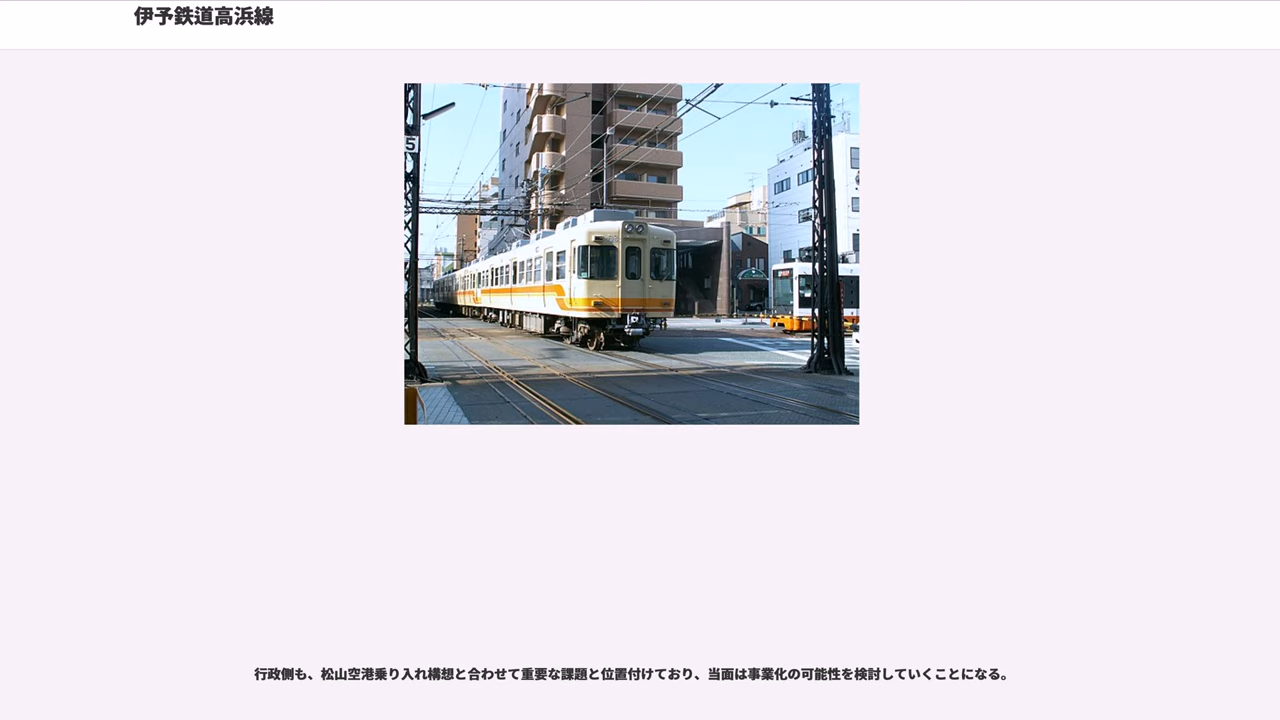 伊予鉄道高浜線
5
行政側も、松山空港乗り入れ構想と合わせて重要な課題と位置付けており、当面は事業化の可能性を検討していくことになる。